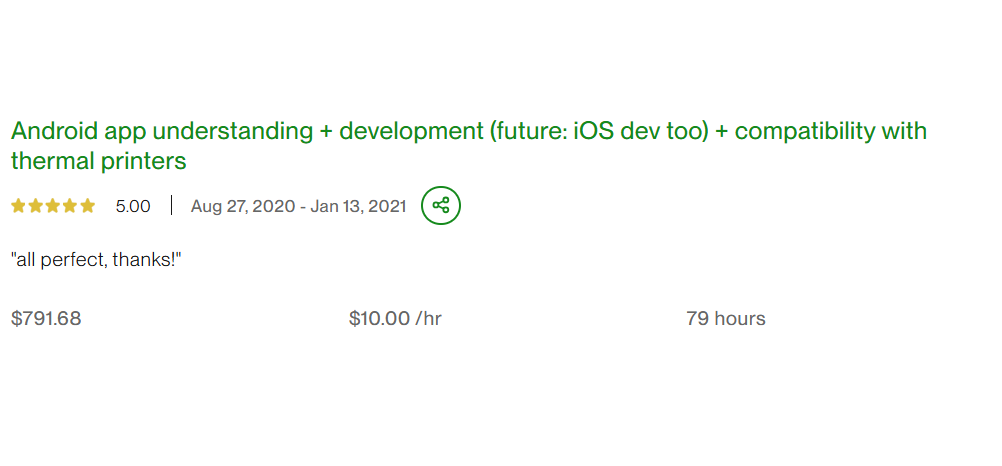 Android app understanding + development (future: iOS dev too) + compatibility with
thermal printers
5.00 | Aug 27, 2020 - Jan 13, 2021
"all perfect, thanks!"
$791.68 $10.00 /hr 79 hours